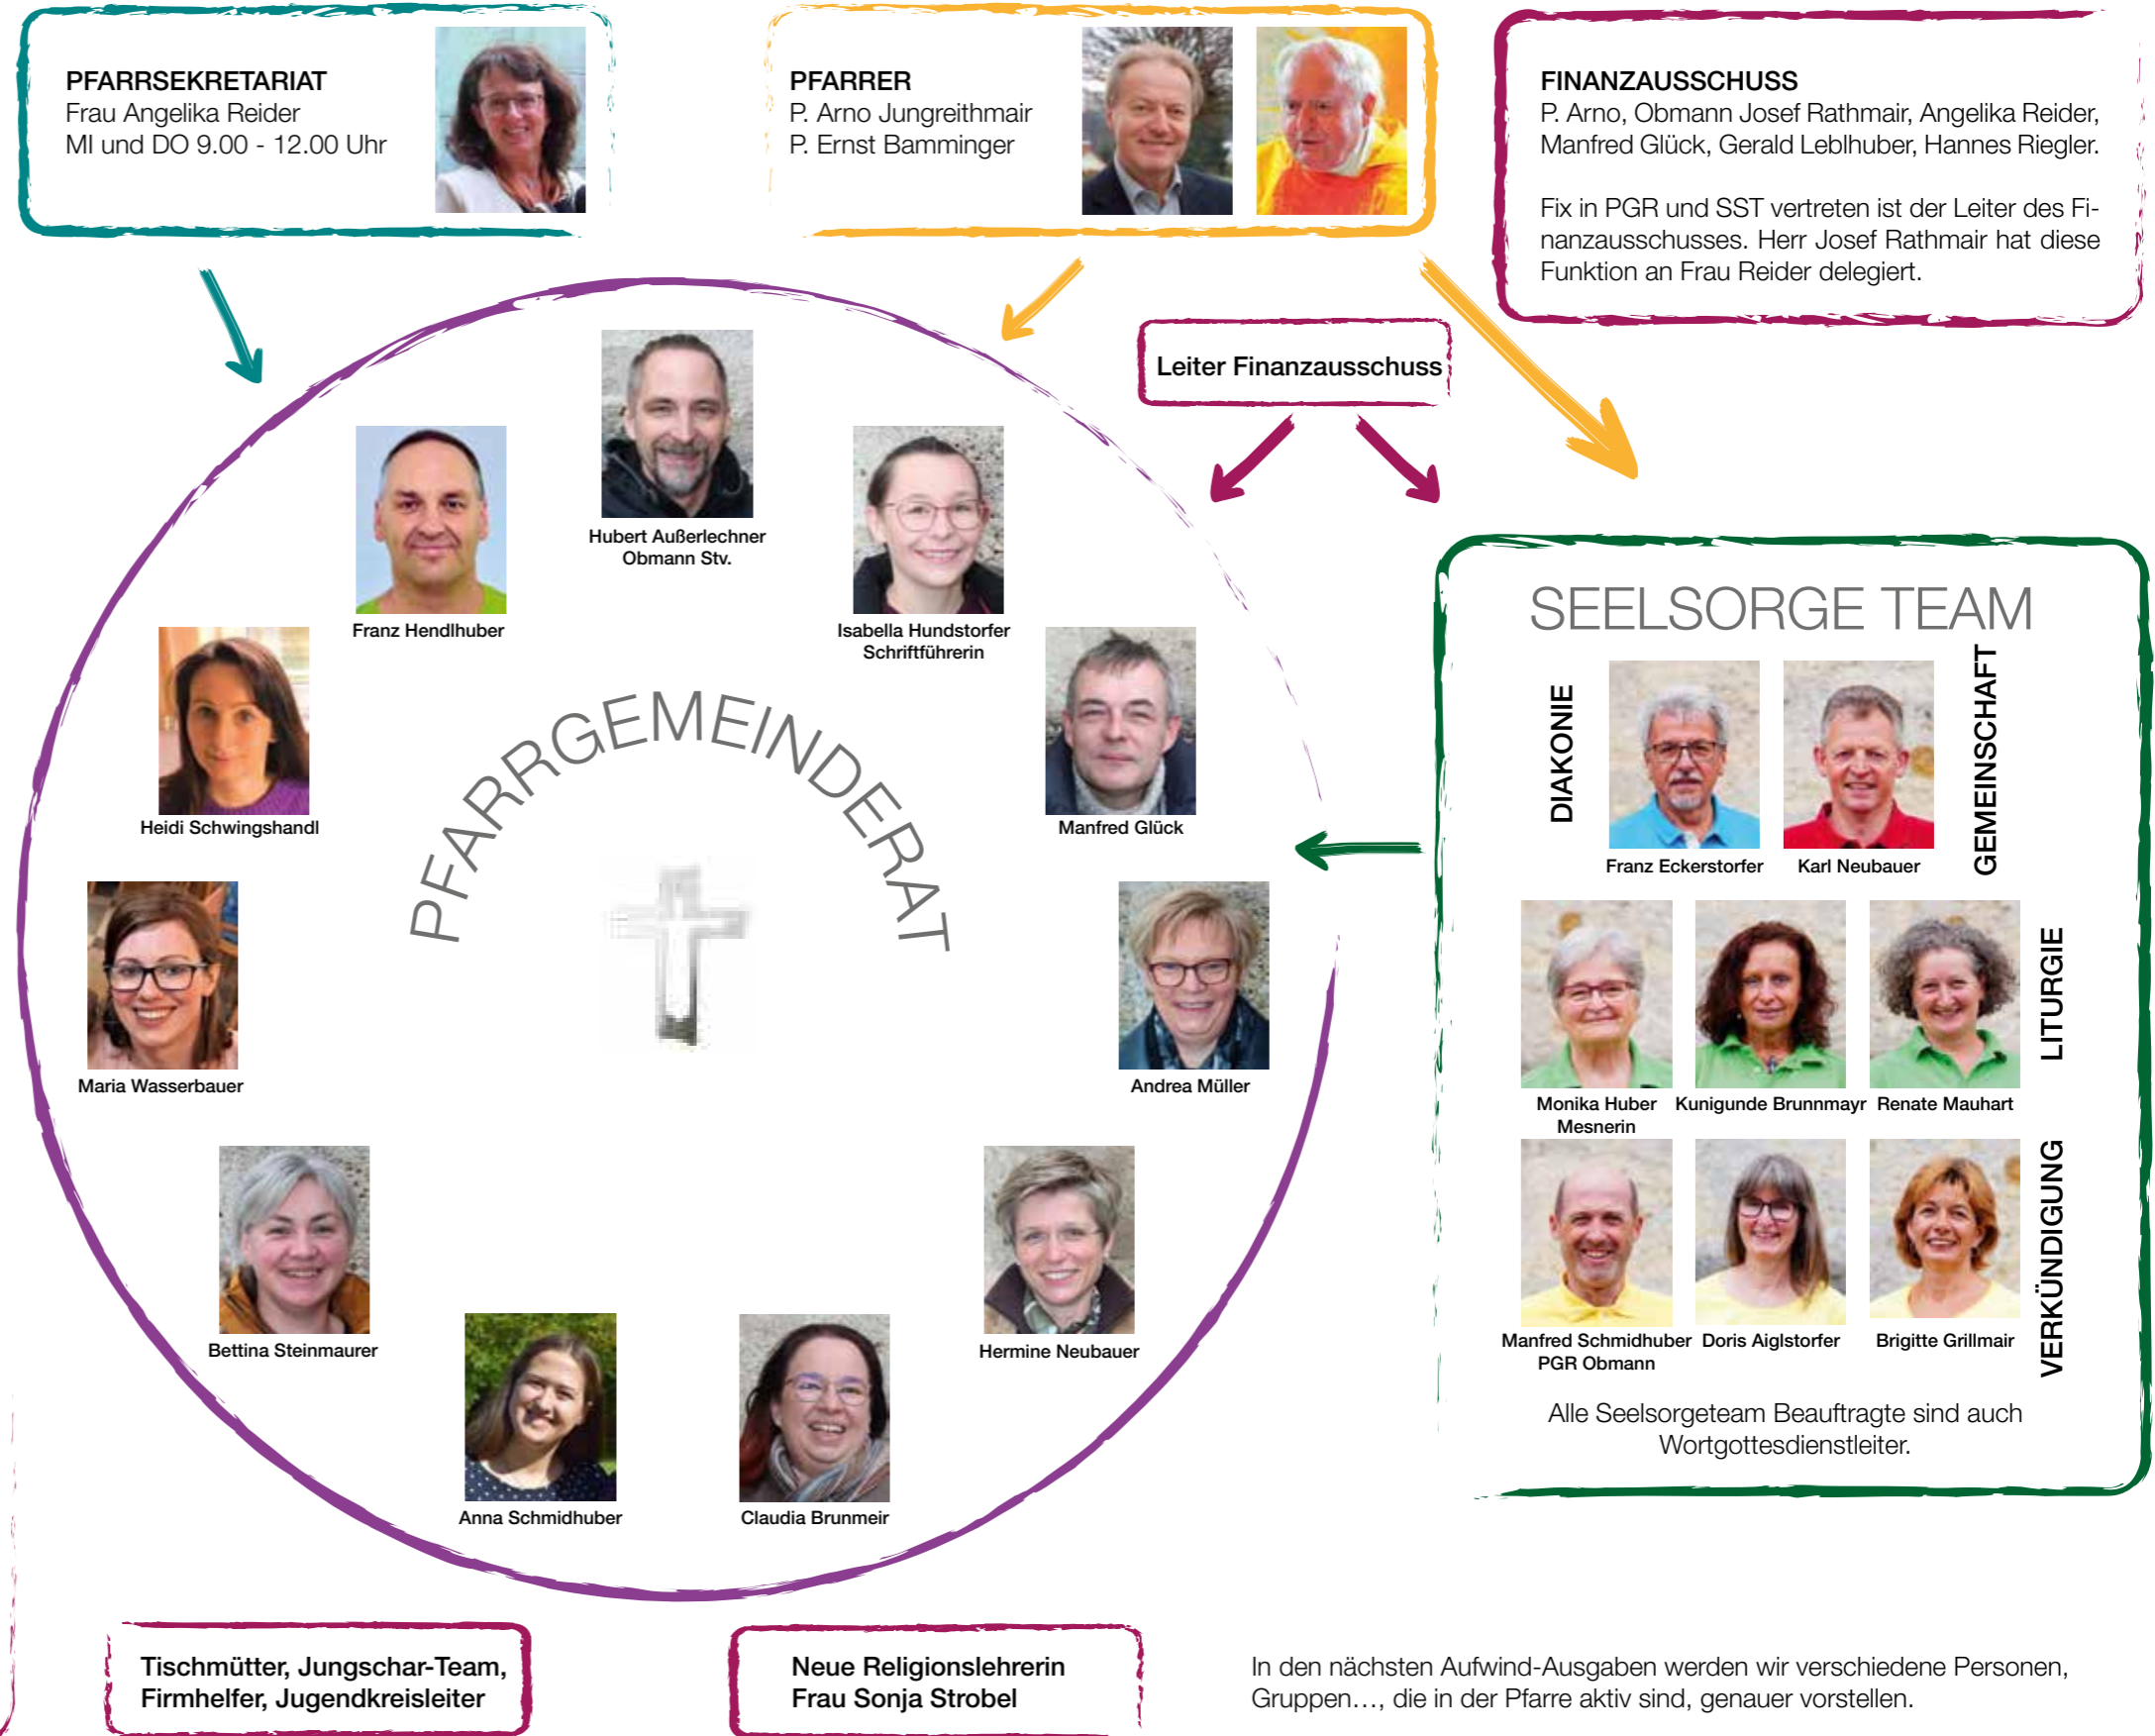 PFARRSEKRETARIAT
Frau Angelika Reider
MI und DO 9.00 - 12.00 Uhr
PFARRER
P. Arno Jungreithmair
P. Ernst Bamminger
FINANZAUSSCHUSS
P. Arno, Obmann Josef Rathmair, Angelika Reider,
Manfred Glück, Gerald Leblhuber, Hannes Riegler.
Fix in PGR und SST vertreten ist der Leiter des Fi-
nanzausschusses. Herr Josef Rathmair hat diese
Funktion an Frau Reider delegiert.
Leiter Finanzausschuss
Hubert Außerlechner
Obmann Stv.
Franz Hendlhuber
Isabella Hundstorfer
Schriftführerin
Heidi Schwingshandl
Manfred Glück
PFARRGEMEINDERAT
Maria Wasserbauer
Andrea Müller
Bettina Steinmaurer
Hermine Neubauer
Anna Schmidhuber
Claudia Brunmeir
SEELSORGE TEAM
DIAKONIE
GEMEINSCHAFT
Franz Eckerstorfer
Karl Neubauer
LITURGIE
Monika Huber
Mesnerin
Kunigunde Brunnmayr
Renate Mauhart
VERKÜNDIGUNG
Manfred Schmidhuber
PGR Obmann
Doris Aiglstorfer
Brigitte Grillmair
Alle Seelsorgeteam Beauftragte sind auch
Wortgottesdienstleiter.
Tischmütter, Jungschar-Team,
Firmhelfer, Jugendkreisleiter
Neue Religionslehrerin
Frau Sonja Strobel
In den nächsten Aufwind-Ausgaben werden wir verschiedene Personen,
Gruppen…, die in der Pfarre aktiv sind, genauer vorstellen.